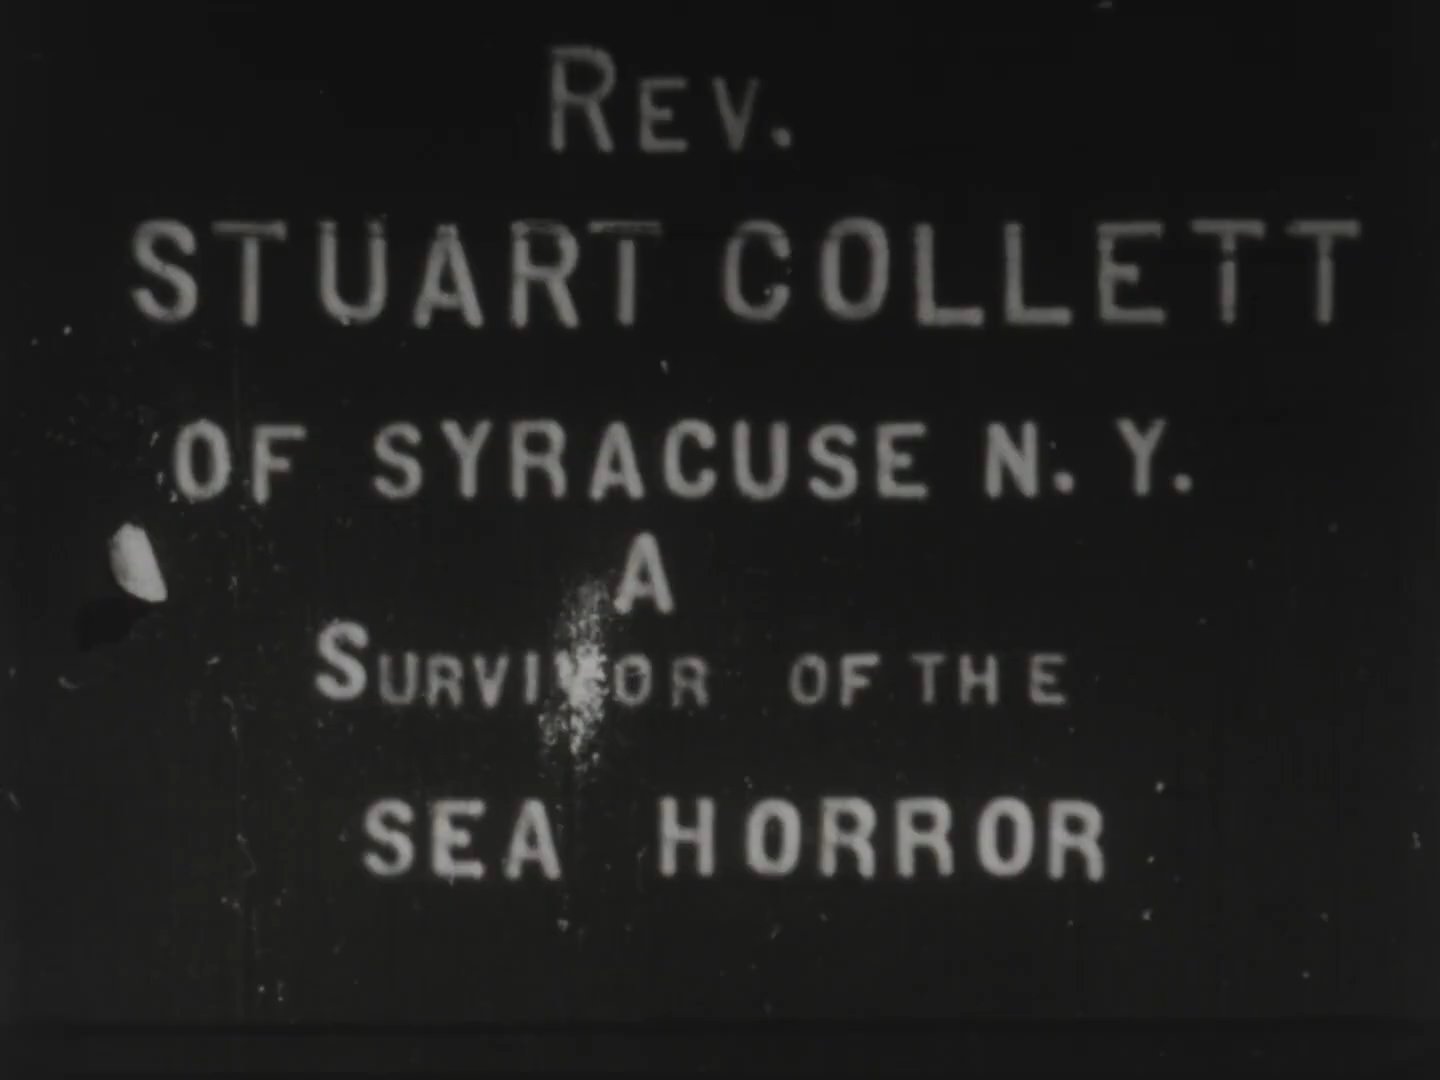 REV.
STUART COLLETT
OF SYRACUSE N. Y.
A
SURVIVOR OF THE
SEA HORROR